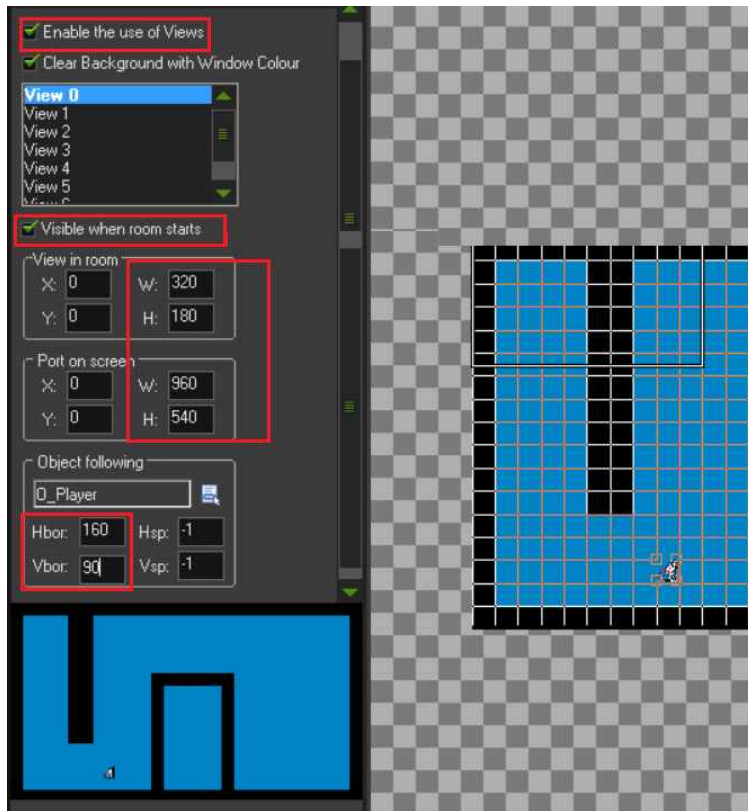 Enable the use of Views
Clear Background with Window Colour
View 0
View 1
View 2
View 3
View 4
View 5
Visible when room starts
View in room
X: 0 W: 320
Y: 0 H: 180
Port on screen
X: 0 W: 960
Y: 0 H: 540
Object following
O_Player
Hbor: 160 Hsp: -1
Vbor: 90 Vsp: -1